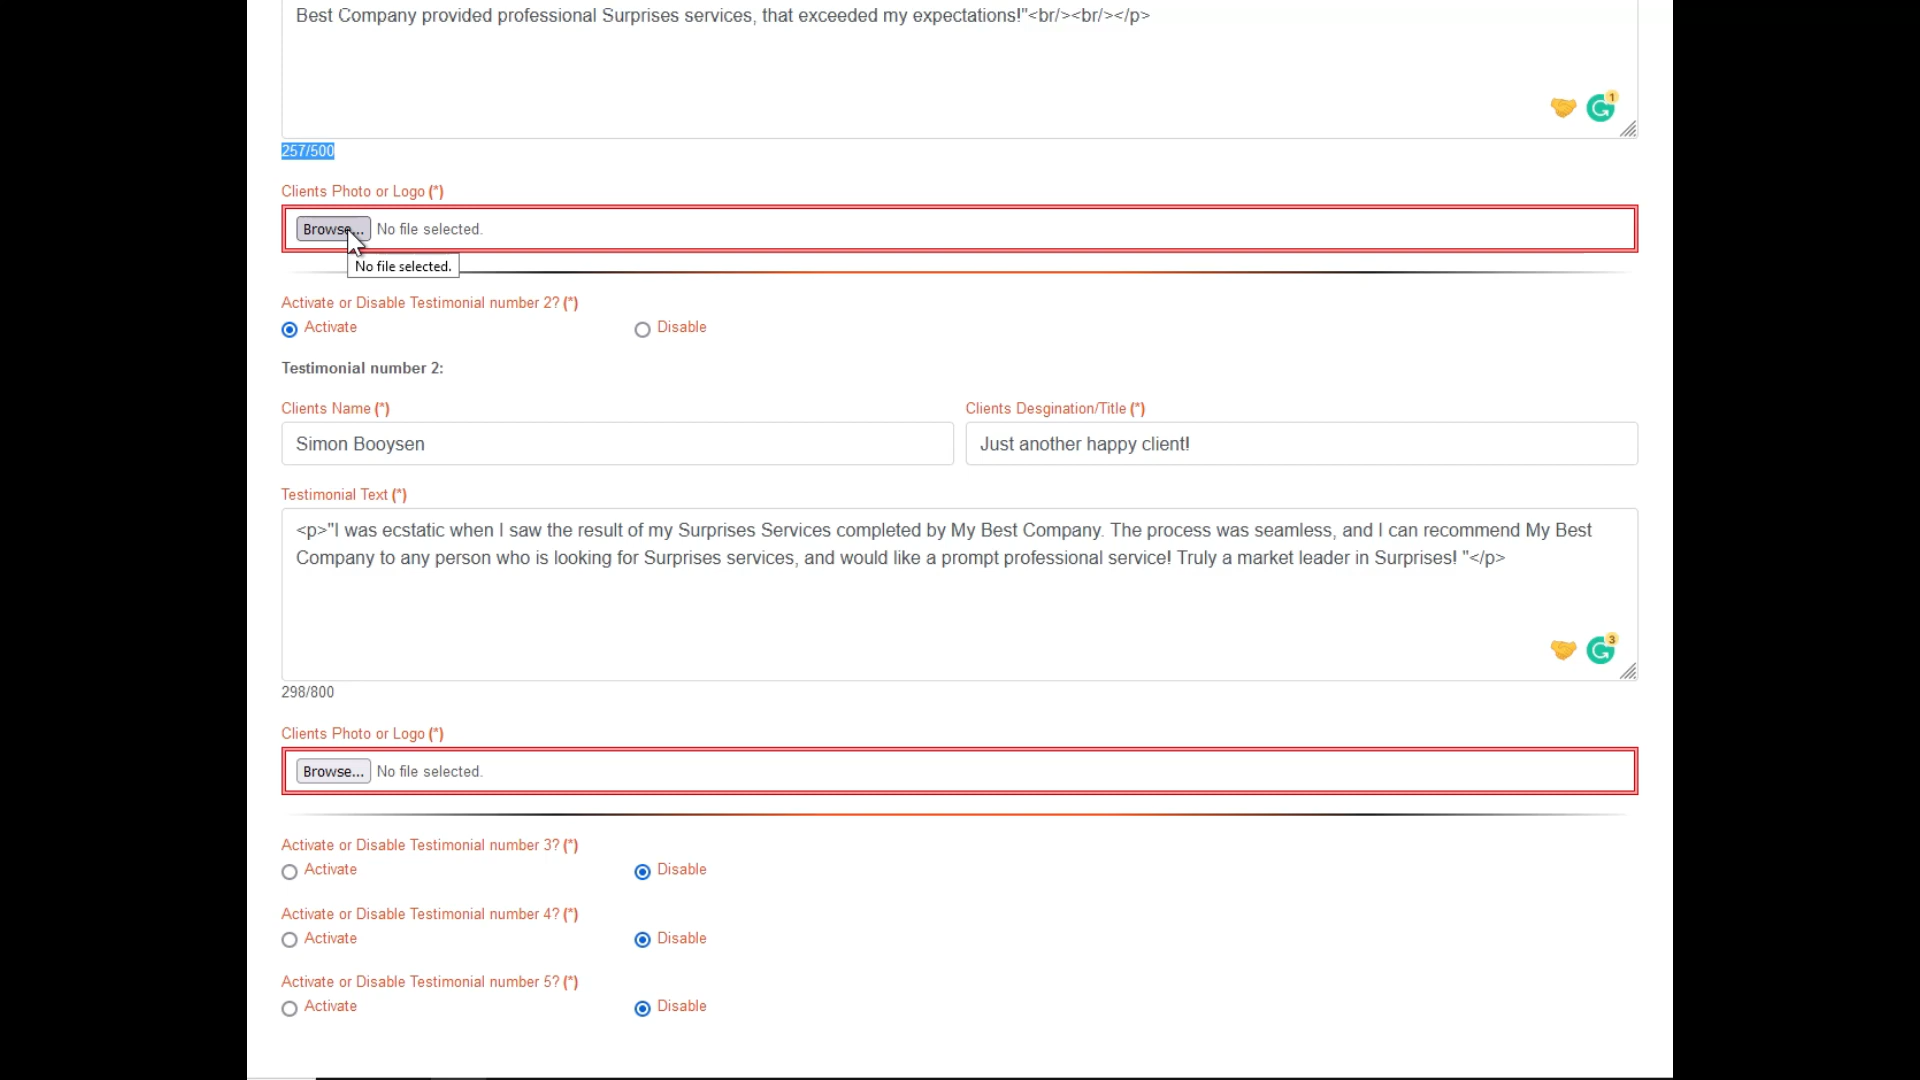 Best Company provided professional Surprises services, that exceeded my expectations!"<br/><br/></p>
1
257/500
Clients Photo or Logo (*)
Browse... No file selected.
No file selected.
Activate or Disable Testimonial number 2? (*)
Activate Disable
Testimonial number 2:
Clients Name (*) Clients Desgination/Title (*)
Simon Booysen Just another happy client!
Testimonial Text (*)
<p>"I was ecstatic when I saw the result of my Surprises Services completed by My Best Company. The process was seamless, and I can recommend My Best
Company to any person who is looking for Surprises services, and would like a prompt professional service! Truly a market leader in Surprises! "</p>
3
298/800
Clients Photo or Logo (*)
Browse... No file selected.
Activate or Disable Testimonial number 3? (*)
Activate Disable
Activate or Disable Testimonial number 4? (*)
Activate Disable
Activate or Disable Testimonial number 5? (*)
Activate Disable